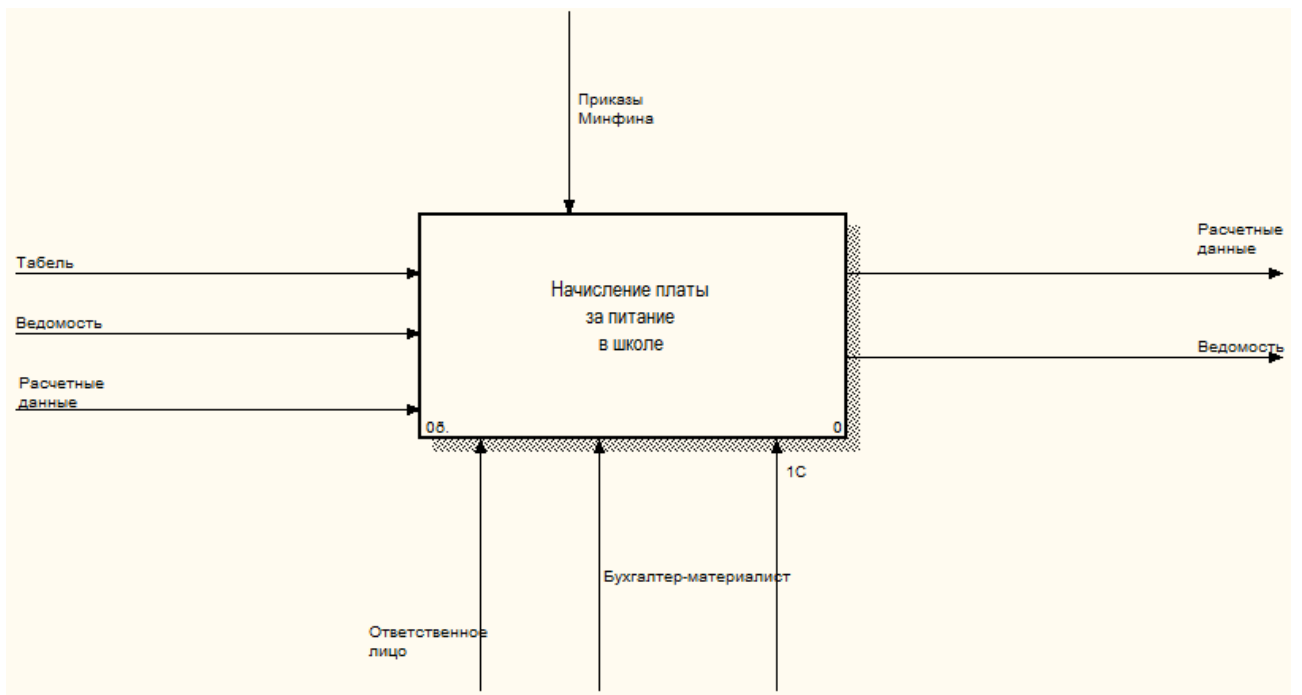 Приказы
Минфина
Расчетные
данные
Табель
Начисление платы
за питание
в школе
Ведомость
Ведомость
Расчетные
данные
0б.
0
1С
Бухгалтер-материалист
Ответственное
лицо